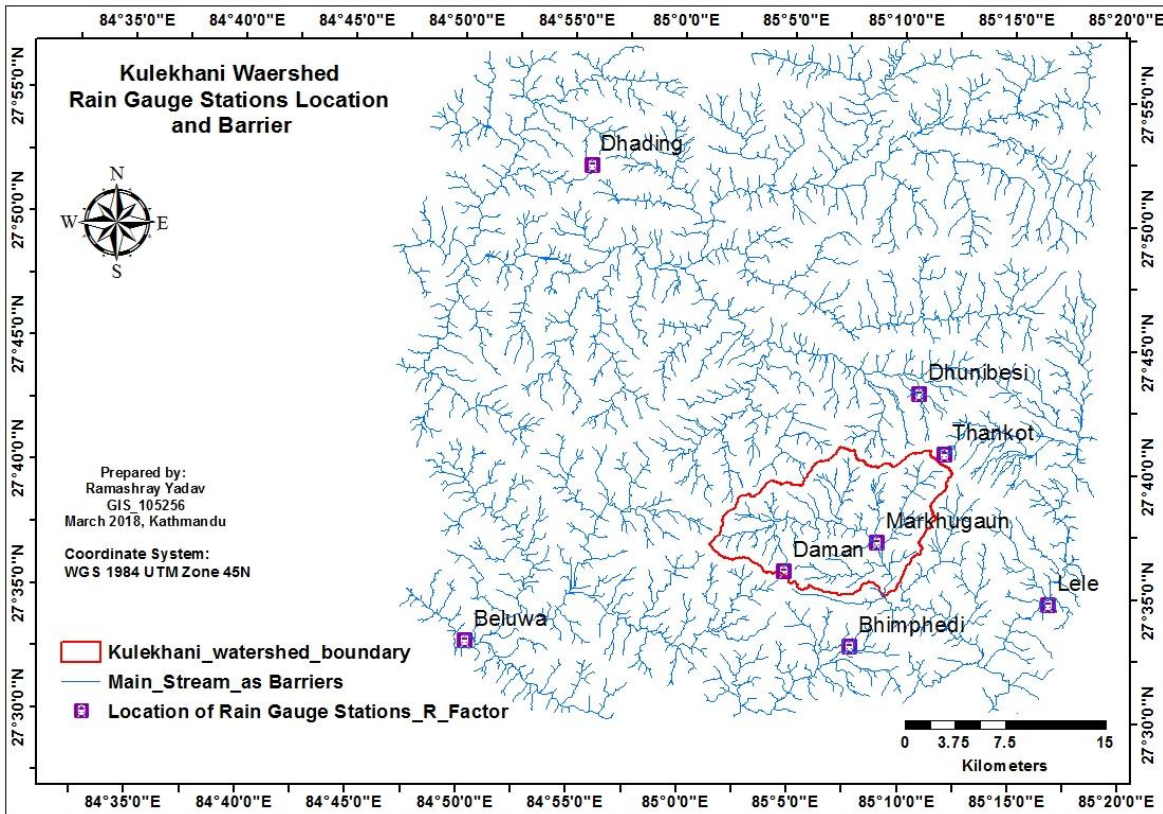 84°35'0"E 84°40'0"E 84°45'0"E 84°50'0"E 84°55'0"E 85°0'0"E 85°5'0"E 85°10'0"E 85°15'0"E 85°20'0"E
Kulekhani Waershed
Rain Gauge Stations Location
and Barrier
N
W E
S
Dhading
Dhunibesi
Thankot
Markhugaun
Daman
Lele
Beluwa
Bhimphedi
Prepared by:
Ramashray Yadav
GIS_105256
March 2018, Kathmandu
Coordinate System:
WGS 1984 UTM Zone 45N
Kulekhani_watershed_boundary
Main_Stream_as Barriers
Location of Rain Gauge Stations_R_Factor
0 3.75 7.5 15
Kilometers
27°55'0"N
27°50'0"N
27°45'0"N
27°40'0"N
27°35'0"N
27°30'0"N
27°55'0"N
27°50'0"N
27°45'0"N
27°40'0"N
27°35'0"N
27°30'0"N
84°35'0"E 84°40'0"E 84°45'0"E 84°50'0"E 84°55'0"E 85°0'0"E 85°5'0"E 85°10'0"E 85°15'0"E 85°20'0"E